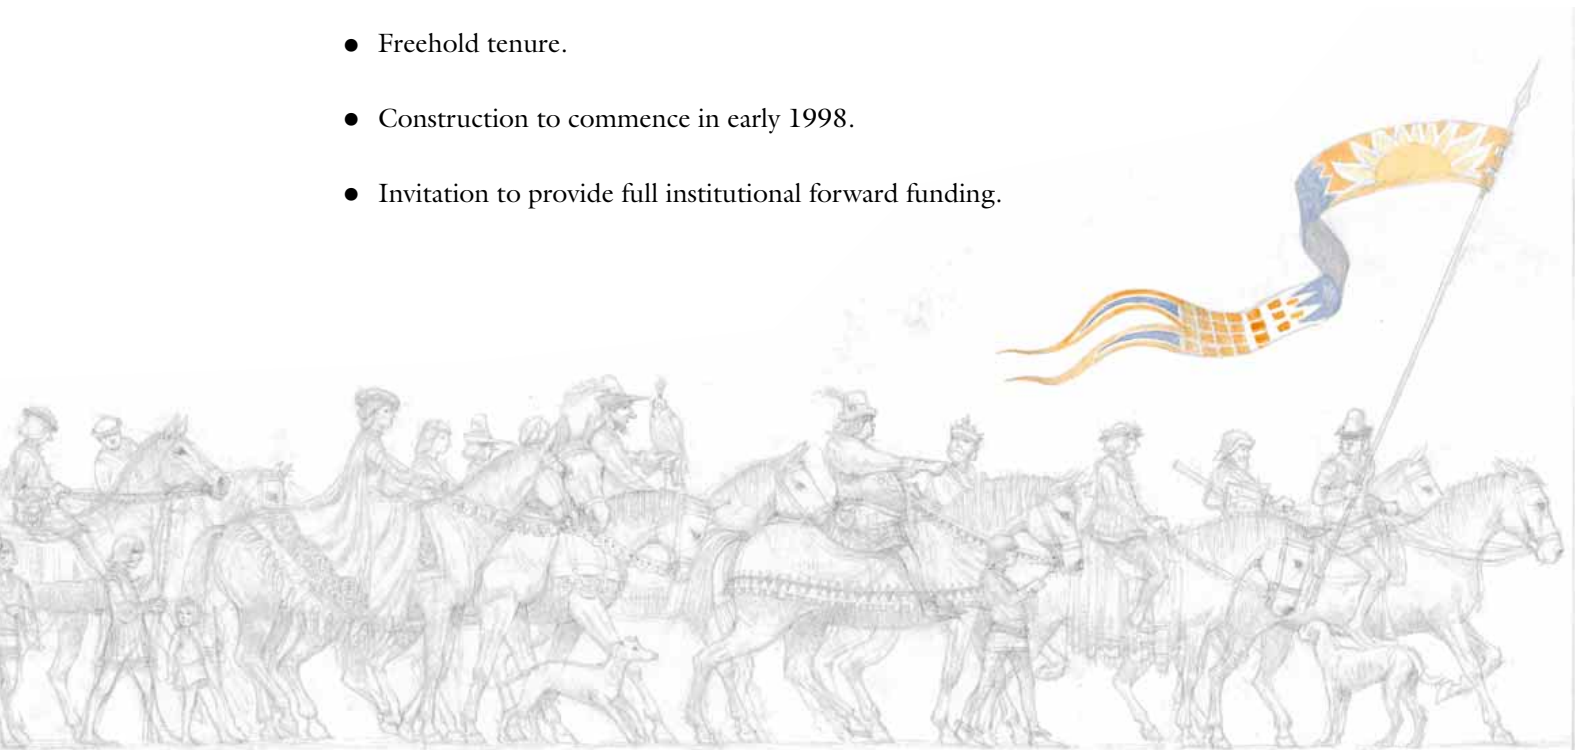 ● Freehold tenure.
● Construction to commence in early 1998.
● Invitation to provide full institutional forward funding.